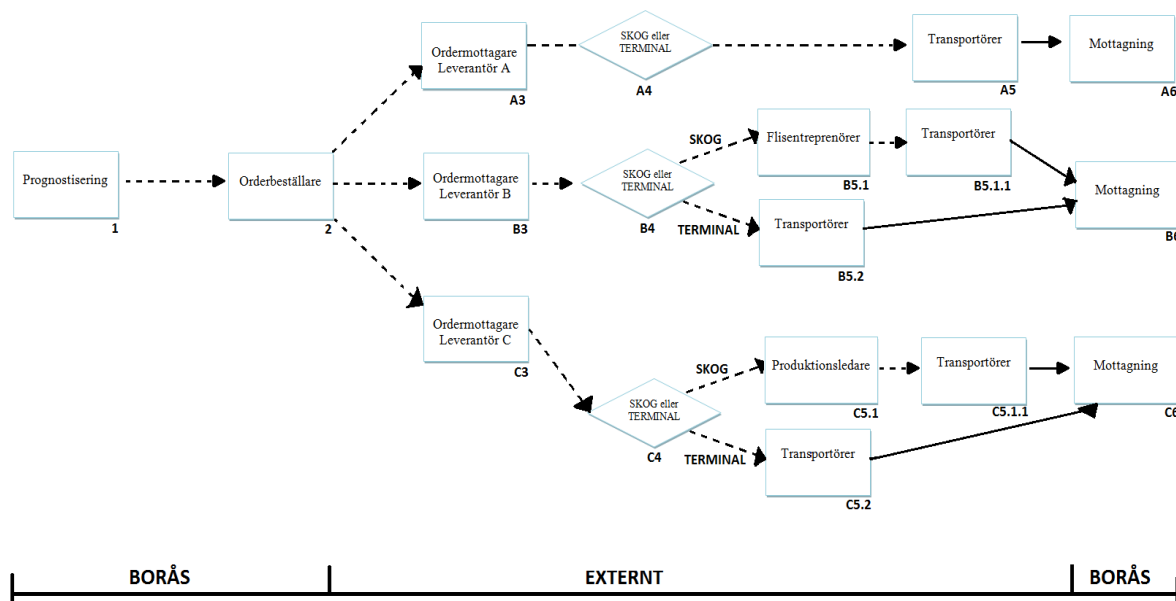 Ordermottagare
Leverantör A
A3
SKOG eller
TERMINAL
A4
Transportörer
A5
Mottagning
A6
Prognostisering
1
Orderbeställare
2
Ordermottagare
Leverantör B
B3
SKOG eller
TERMINAL
B4
SKOG
Flisentreprenörer
B5.1
Transportörer
B5.1.1
TERMINAL
Transportörer
B5.2
Mottagning
B6
Ordermottagare
Leverantör C
C3
SKOG eller
TERMINAL
C4
SKOG
Produktionsledare
C5.1
Transportörer
C5.1.1
Mottagning
C6
TERMINAL
Transportörer
C5.2
BORÅS
EXTERNT
BORÅS